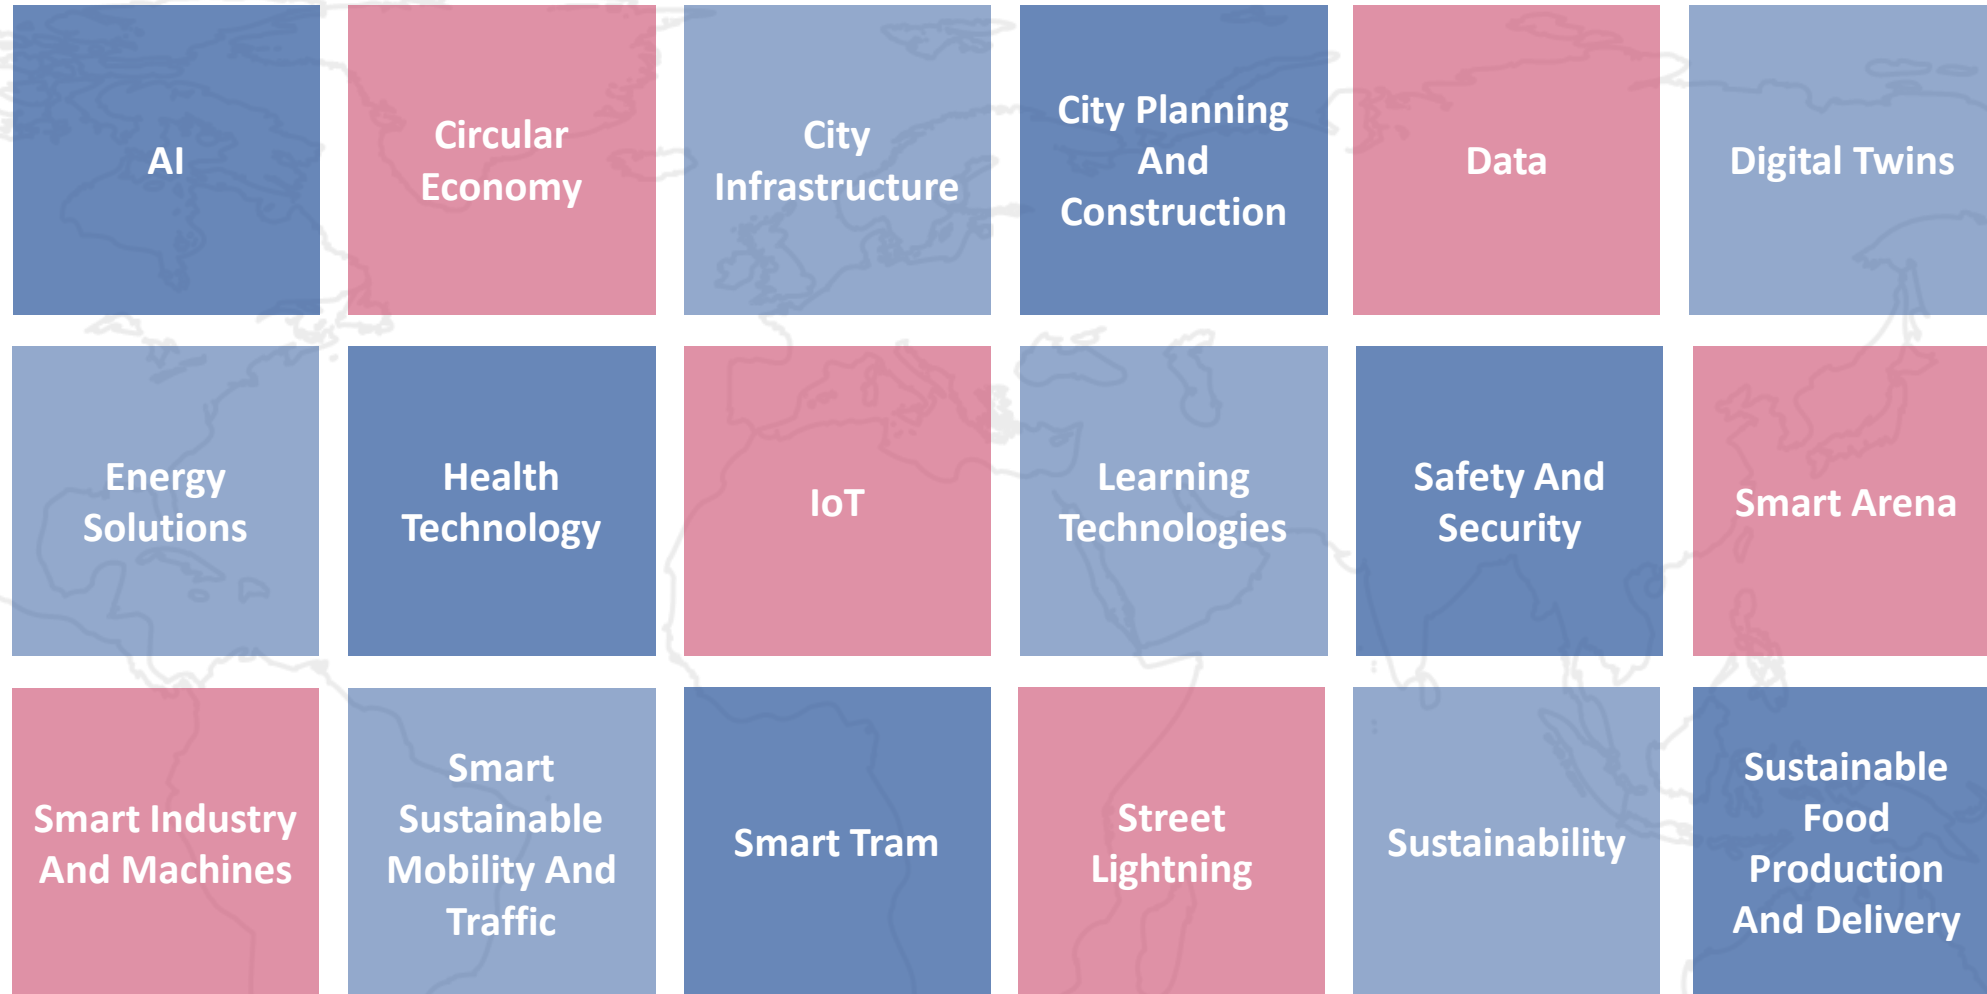 AI
Circular
Economy
City
Infrastructure
City Planning
And
Construction
Data
Digital Twins
Energy
Solutions
Health
Technology
IoT
Learning
Technologies
Safety And
Security
Smart Arena
Smart Industry
And Machines
Smart
Sustainable
Mobility And
Traffic
Smart Tram
Street
Lightning
Sustainability
Sustainable
Food
Production
And Delivery